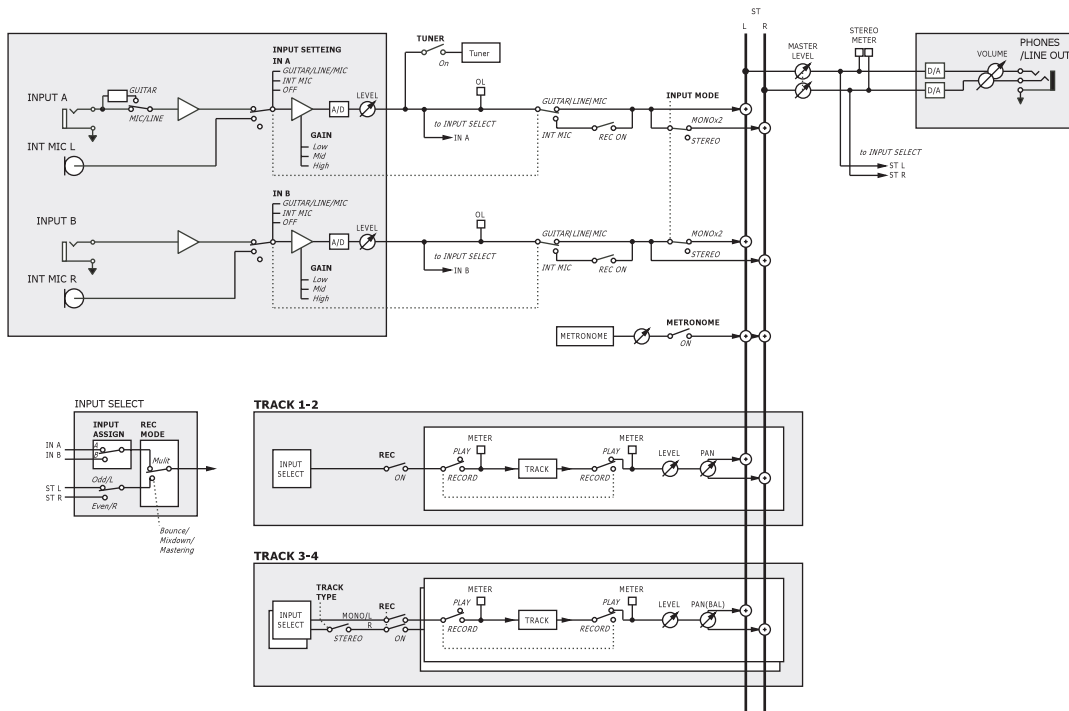 ST
L R
INPUT SETTEING
IN A
GUITAR/LINE/MIC
INT MIC
OFF
TUNER
On
Tuner
MASTER
LEVEL
STEREO
METER
PHONES
/LINE OUT
VOLUME
D/A
D/A
INPUT A
GUITAR
MIC/LINE
A/D
LEVEL
OL
GUITAR/LINE/MIC
INPUT MODE
to INPUT SELECT
IN A
INT MIC
REC ON
MONOx2
STEREO
GAIN
Low
Mid
High
INT MIC L
to INPUT SELECT
ST L
ST R
IN B
GUITAR/LINE/MIC
INT MIC
OFF
INPUT B
A/D
LEVEL
OL
GUITAR/LINE/MIC
MONOx2
to INPUT SELECT
IN B
INT MIC
REC ON
STEREO
GAIN
Low
Mid
High
INT MIC R
METRONOME
METRONOME
ON
INPUT SELECT
INPUT
ASSIGN
REC
MODE
IN A
IN B
A
B
Mulit
ST L
ST R
Odd/L
Even/R
Bounce/
Mixdown/
Mastering
TRACK 1-2
INPUT
SELECT
REC
ON
METER
PLAY
RECORD
TRACK
METER
PLAY
RECORD
LEVEL
PAN
TRACK 3-4
TRACK
TYPE
INPUT
SELECT
MONO/L
R
STEREO
REC
ON
METER
PLAY
RECORD
TRACK
METER
PLAY
RECORD
LEVEL
PAN(BAL)